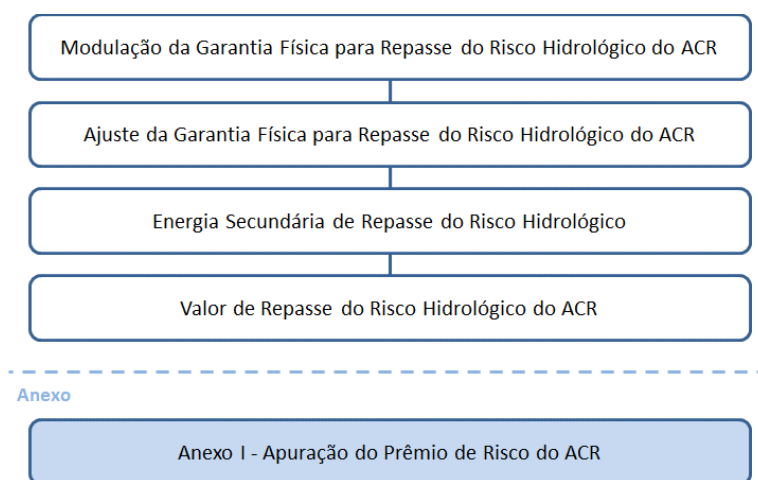 Modulação da Garantia Física para Repasse do Risco Hidrológico do ACR
Ajuste da Garantia Física para Repasse do Risco Hidrológico do ACR
Energia Secundária de Repasse do Risco Hidrológico
Valor de Repasse do Risco Hidrológico do ACR
Anexo
Anexo I - Apuração do Prêmio de Risco do ACR